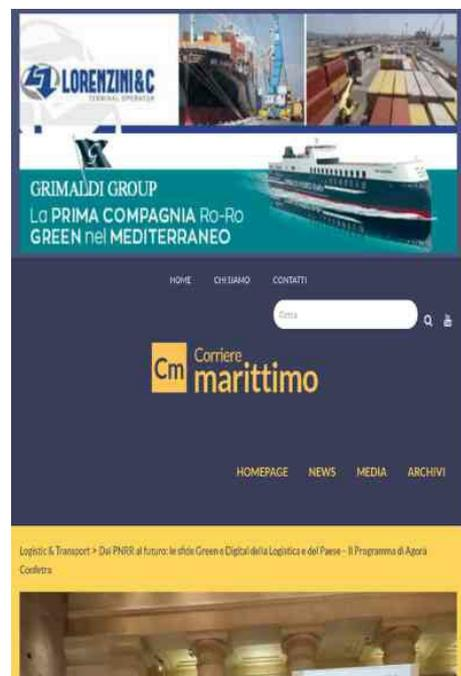 LORENZINI&C
TERMINAL OPERATOR
GRIMALDI GROUP
La PRIMA COMPAGNIA Ro-Ro
GREEN nel MEDITERRANEO
HOME CHI SIAMO CONTATTI
Cerca
Cm Corriere
marittimo
HOMEPAGE NEWS MEDIA ARCHIVI
Logistic & Transport > Dal PNRR al futuro: le sfide Green e Digital della Logistica e del Paese – Il Programma di Agorà
Confetra